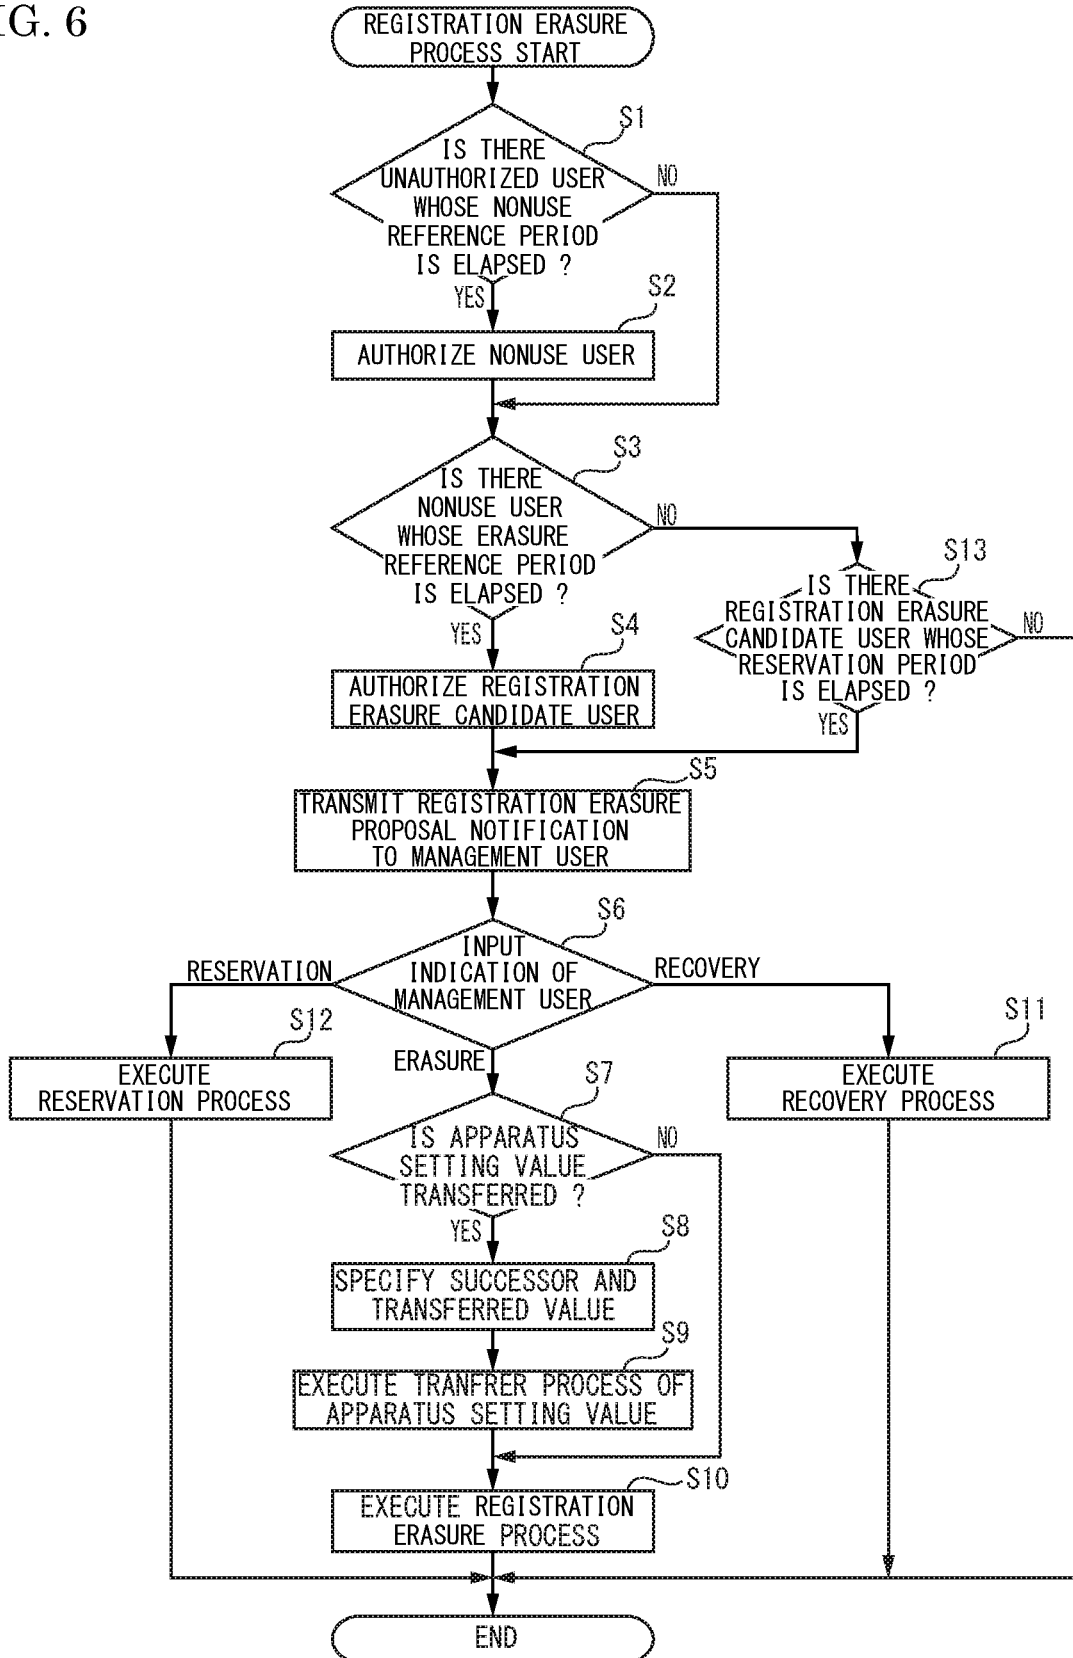 IG. 6
REGISTRATION ERASURE
PROCESS START
S1
IS THERE
UNAUTHORIZED USER
WHOSE NONUSE
REFERENCE PERIOD
IS ELAPSED ?
NO
YES
S2
AUTHORIZE NONUSE USER
S3
IS THERE
NONUSE USER
WHOSE ERASURE
REFERENCE PERIOD
IS ELAPSED ?
NO
YES
S13
IS THERE
REGISTRATION ERASURE
CANDIDATE USER WHOSE
RESERVATION PERIOD
IS ELAPSED ?
NO
YES
S4
AUTHORIZE REGISTRATION
ERASURE CANDIDATE USER
S5
TRANSMIT REGISTRATION ERASURE
PROPOSAL NOTIFICATION
TO MANAGEMENT USER
S6
INPUT
INDICATION OF
MANAGEMENT USER
RESERVATION
RECOVERY
ERASURE
S12
EXECUTE
RESERVATION PROCESS
S11
EXECUTE
RECOVERY PROCESS
S7
IS APPARATUS
SETTING VALUE
TRANSFERRED ?
NO
YES
S8
SPECIFY SUCCESSOR AND
TRANSFERRED VALUE
S9
EXECUTE TRANFRER PROCESS OF
APPARATUS SETTING VALUE
S10
EXECUTE REGISTRATION
ERASURE PROCESS
END